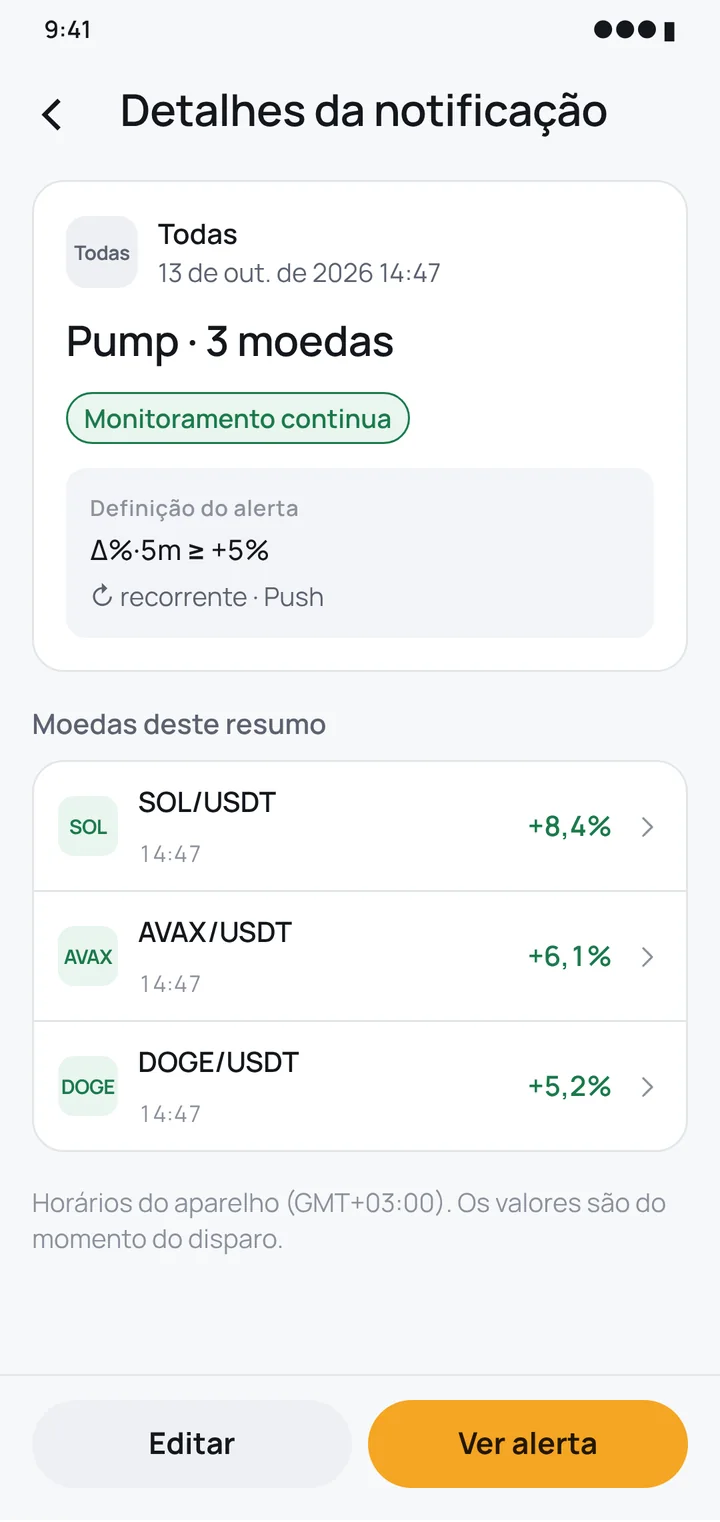 9:41
Detalhes da notificação
Todas
Todas
13 de out. de 2026 14:47
Pump · 3 moedas
Monitoramento continua
Definição do alerta
Δ%·5m ≥ +5%
↻ recorrente · Push
Moedas deste resumo
SOL
SOL/USDT
14:47
+8,4%
AVAX
AVAX/USDT
14:47
+6,1%
DOGE
DOGE/USDT
14:47
+5,2%
Horários do aparelho (GMT+03:00). Os valores são do
momento do disparo.
Editar
Ver alerta